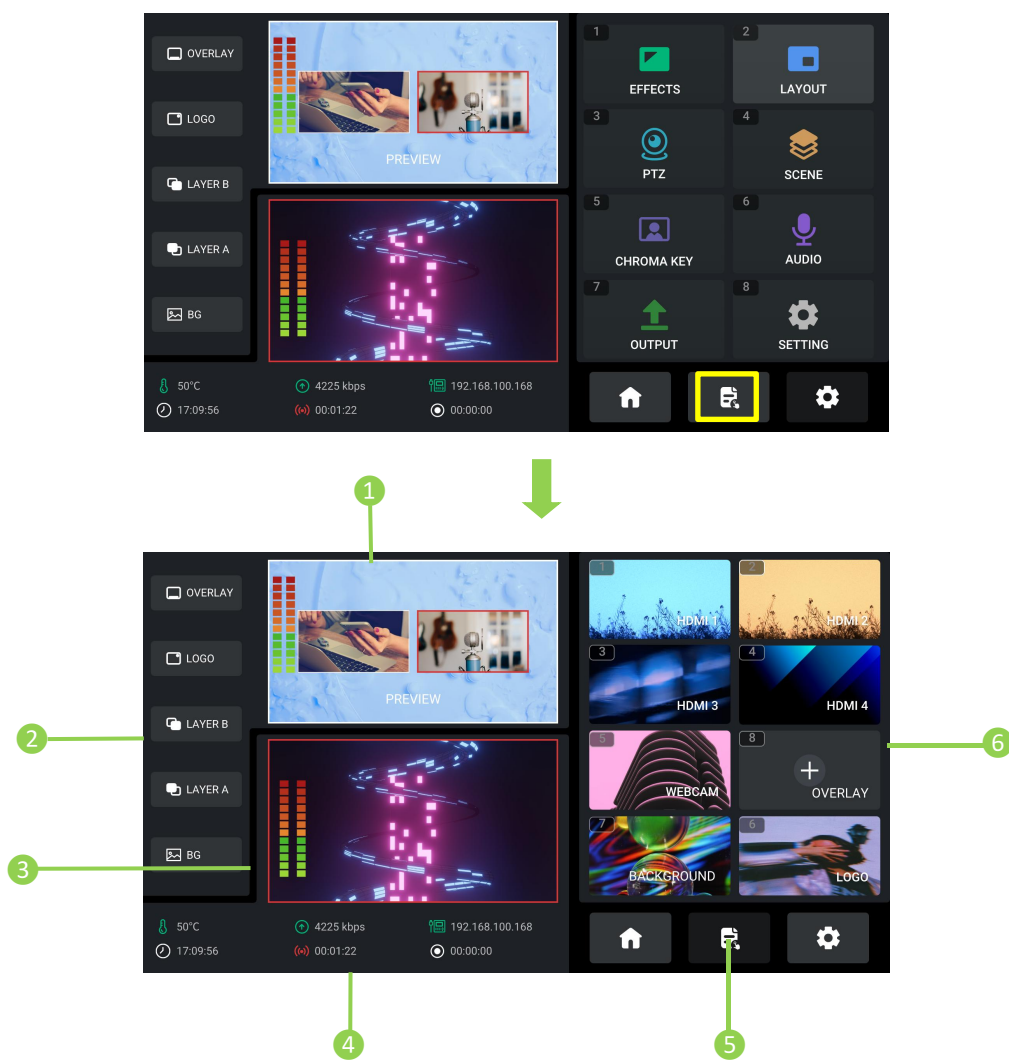 OVERLAY
LOGO
LAYER B
LAYER A
BG
PREVIEW
50°C
4225 kbps
192.168.100.168
17:09:56
00:01:22
00:00:00
1
EFFECTS
2
LAYOUT
3
PTZ
4
SCENE
5
CHROMA KEY
6
AUDIO
7
OUTPUT
8
SETTING
1
OVERLAY
LOGO
LAYER B
LAYER A
BG
PREVIEW
2
3
50°C
4225 kbps
192.168.100.168
17:09:56
00:01:22
00:00:00
4
1
HDMI 1
2
HDMI 2
3
HDMI 3
4
HDMI 4
5
WEBCAM
8
OVERLAY
7
BACKGROUND
6
LOGO
5
6